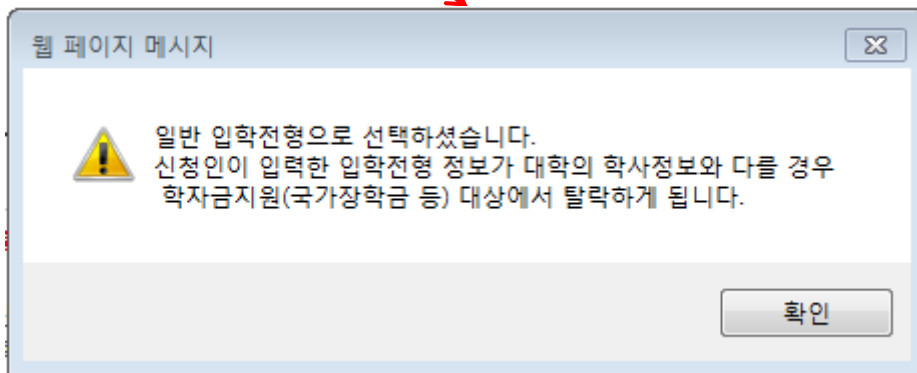 웹 페이지 메시지
일반 입학전형으로 선택하셨습니다.
신청인이 입력한 입학전형 정보가 대학의 학사정보와 다를 경우
학자금지원(국가장학금 등) 대상에서 탈락하게 됩니다.
확인